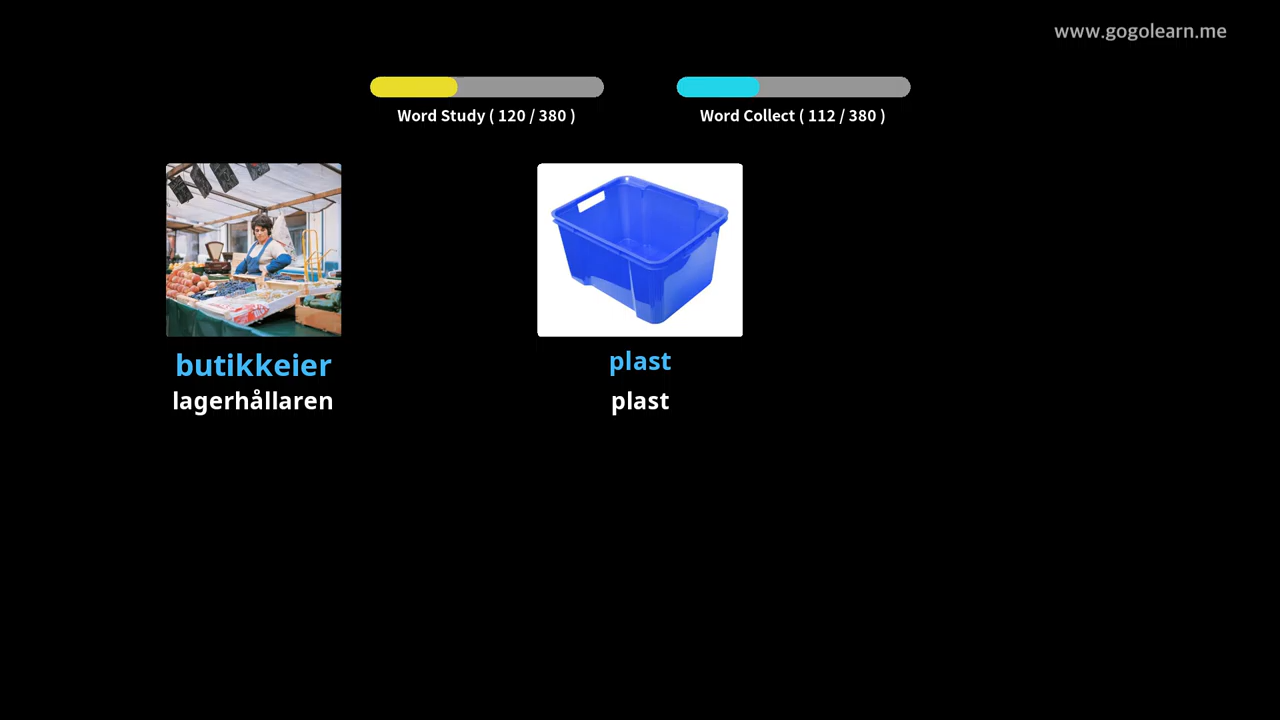 www.gogolearn.me
Word Study ( 120 / 380 )
Word Collect ( 112 / 380 )
butikkeier
lagerhållaren
plast
plast